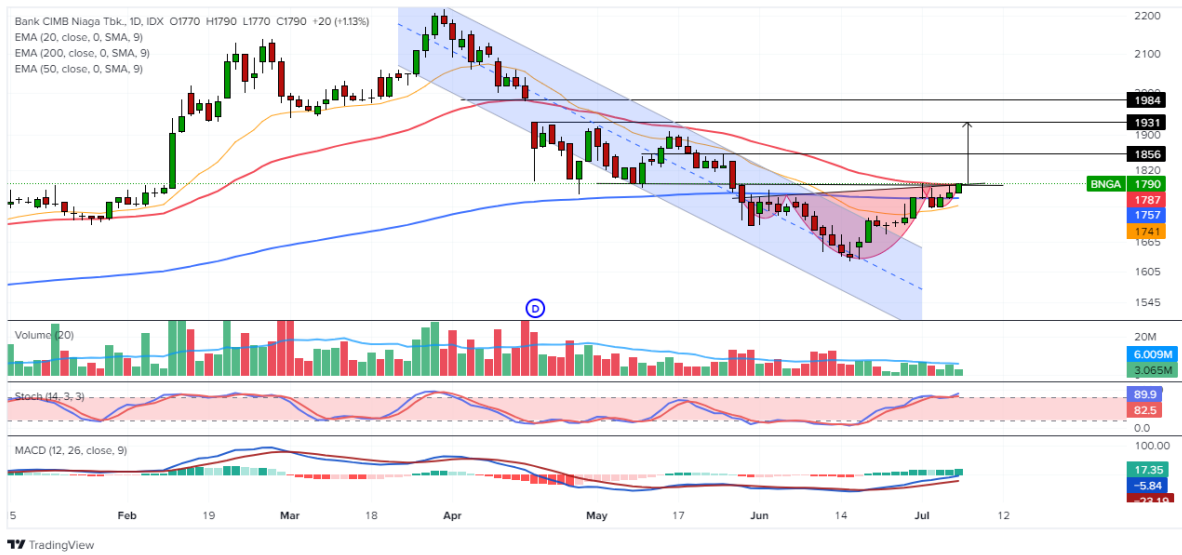 Bank CIMB Niaga Tbk., 1D, IDX O1770 H1790 L1770 C1790 +20 (+1.13%)
EMA (20, close, 0, SMA, 9)
EMA (200, close, 0, SMA, 9)
EMA (50, close, 0, SMA, 9)
2200
2100
1984
1931
1900
1856
1820
BNGA 1790
1787
1757
1741
1665
1605
1545
D
Volume (20)
20M
6.009M
3.065M
Stoch (14, 3, 3)
89.9
82.5
0.0
MACD (12, 26, close, 9)
100.00
17.35
−5.84
−23.19
5 Feb 19 Mar 18 Apr May 17 Jun 14 Jul 12
TradingView